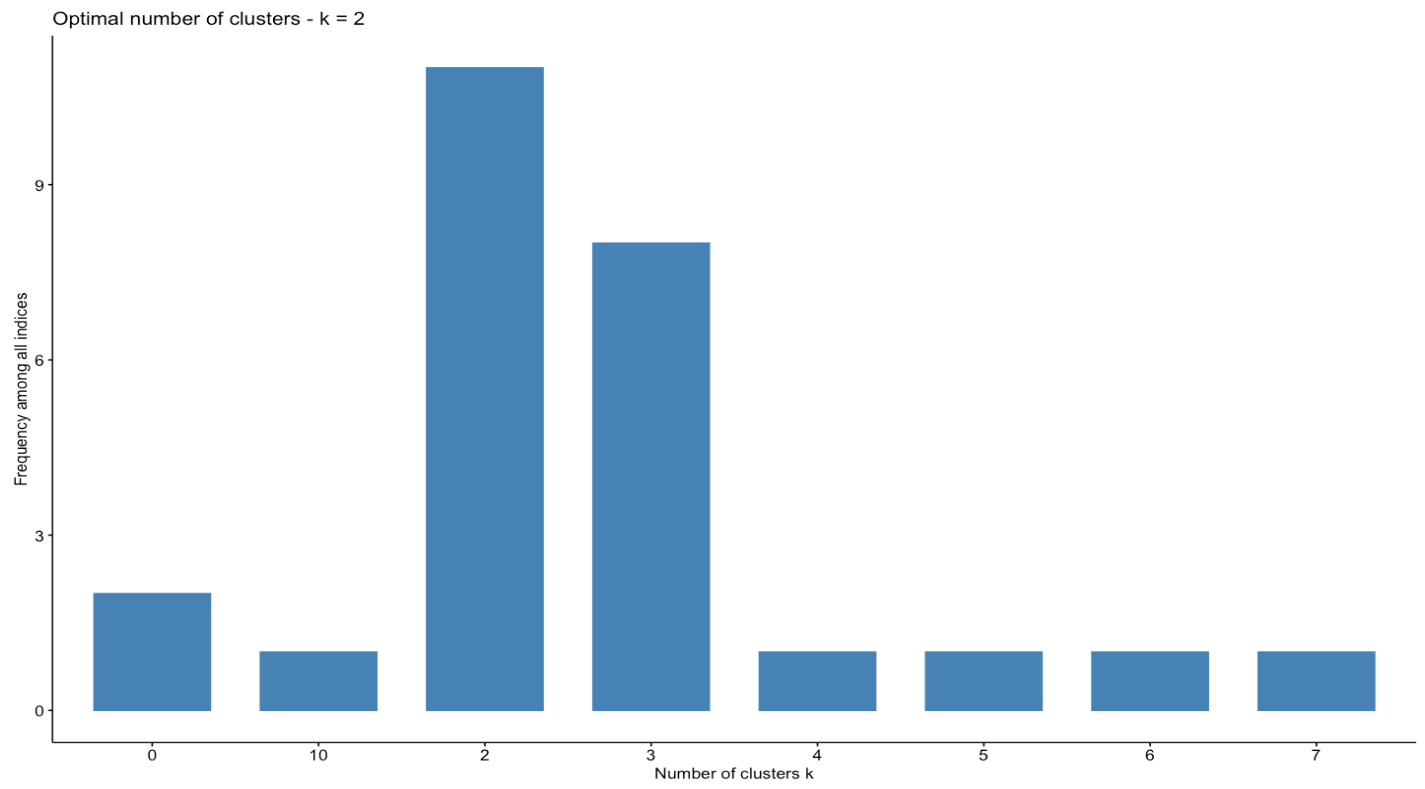 Optimal number of clusters - k = 2
Frequency among all indices
9
6
3
0
0 10 2 3 4 5 6 7
Number of clusters k